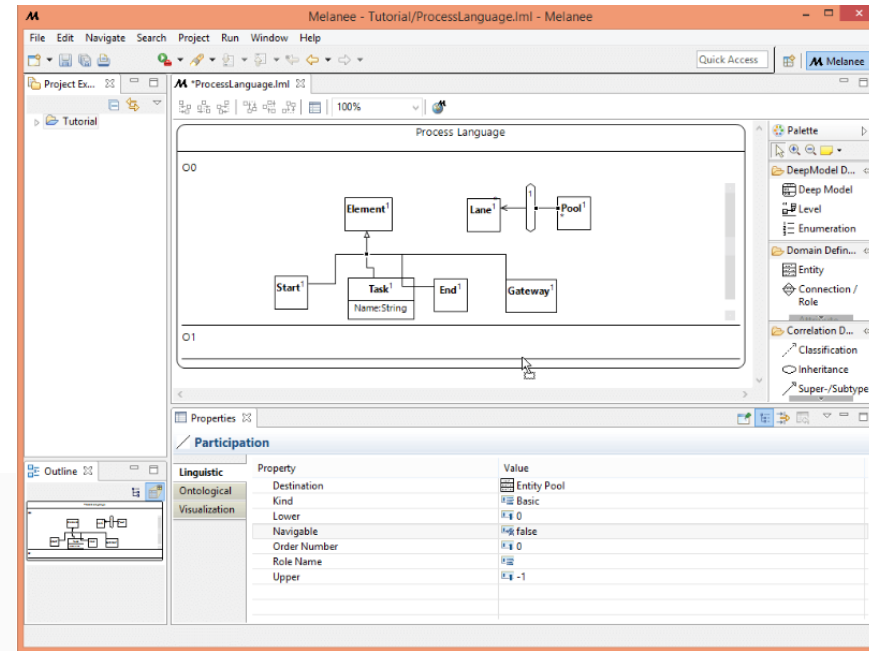 Melanee - Tutorial/ProcessLanguage.lml - Melanee
File Edit Navigate Search Project Run Window Help
Quick Access
Melanee
Project Ex...
Tutorial
*ProcessLanguage.lml
100%
Process Language
O0
Element1
Lane1
1
Pool1
*
Start1
Task1
Name:String
End1
Gateway1
O1
Palette
DeepModel D...
Deep Model
Level
Enumeration
Domain Defin...
Entity
Connection /
Role
Correlation D...
Classification
Inheritance
Super-/Subtype
Properties
Participation
Linguistic
Ontological
Visualization
Property Value
Destination Entity Pool
Kind Basic
Lower 0
Navigable false
Order Number 0
Role Name
Upper -1
Outline